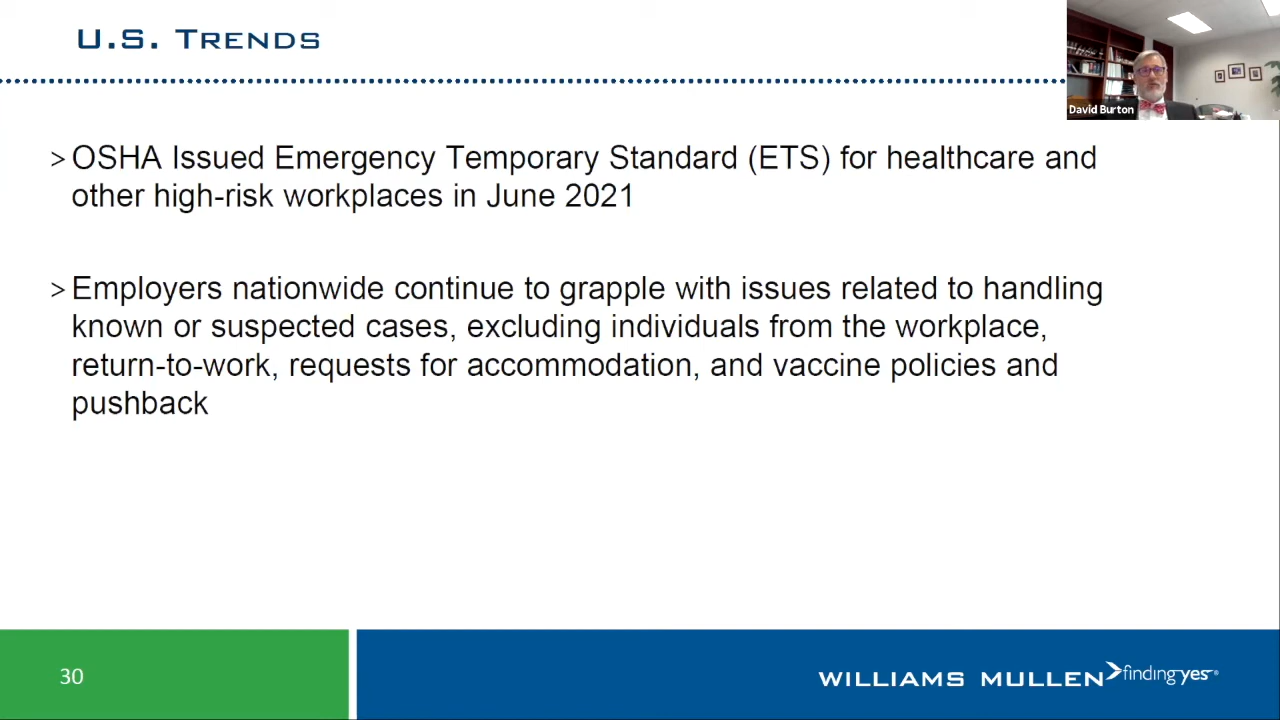 U.S. Trends
David Burton
> OSHA Issued Emergency Temporary Standard (ETS) for healthcare and
other high-risk workplaces in June 2021
> Employers nationwide continue to grapple with issues related to handling
known or suspected cases, excluding individuals from the workplace,
return-to-work, requests for accommodation, and vaccine policies and
pushback
30
WILLIAMS MULLEN finding yes®